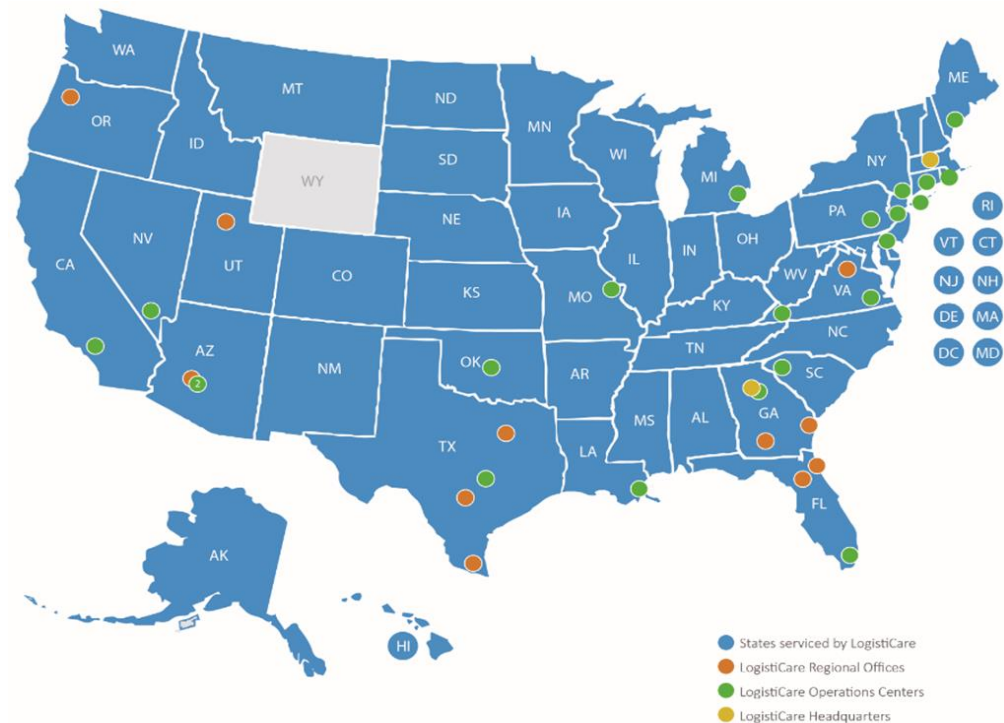 WA
MT
ND
MN
ME
OR
ID
SD
WI
NY
WY
MI
IA
NE
PA
RI
NV
OH
IL
IN
VT
CT
CA
UT
CO
WV
KS
MO
VA
NJ
NH
KY
DE
MA
AZ
NC
TN
OK
NM
AR
DC
MD
SC
2
MS
AL
GA
TX
LA
FL
AK
HI
States serviced by LogistiCare
LogistiCare Regional Offices
LogistiCare Operations Centers
LogistiCare Headquarters